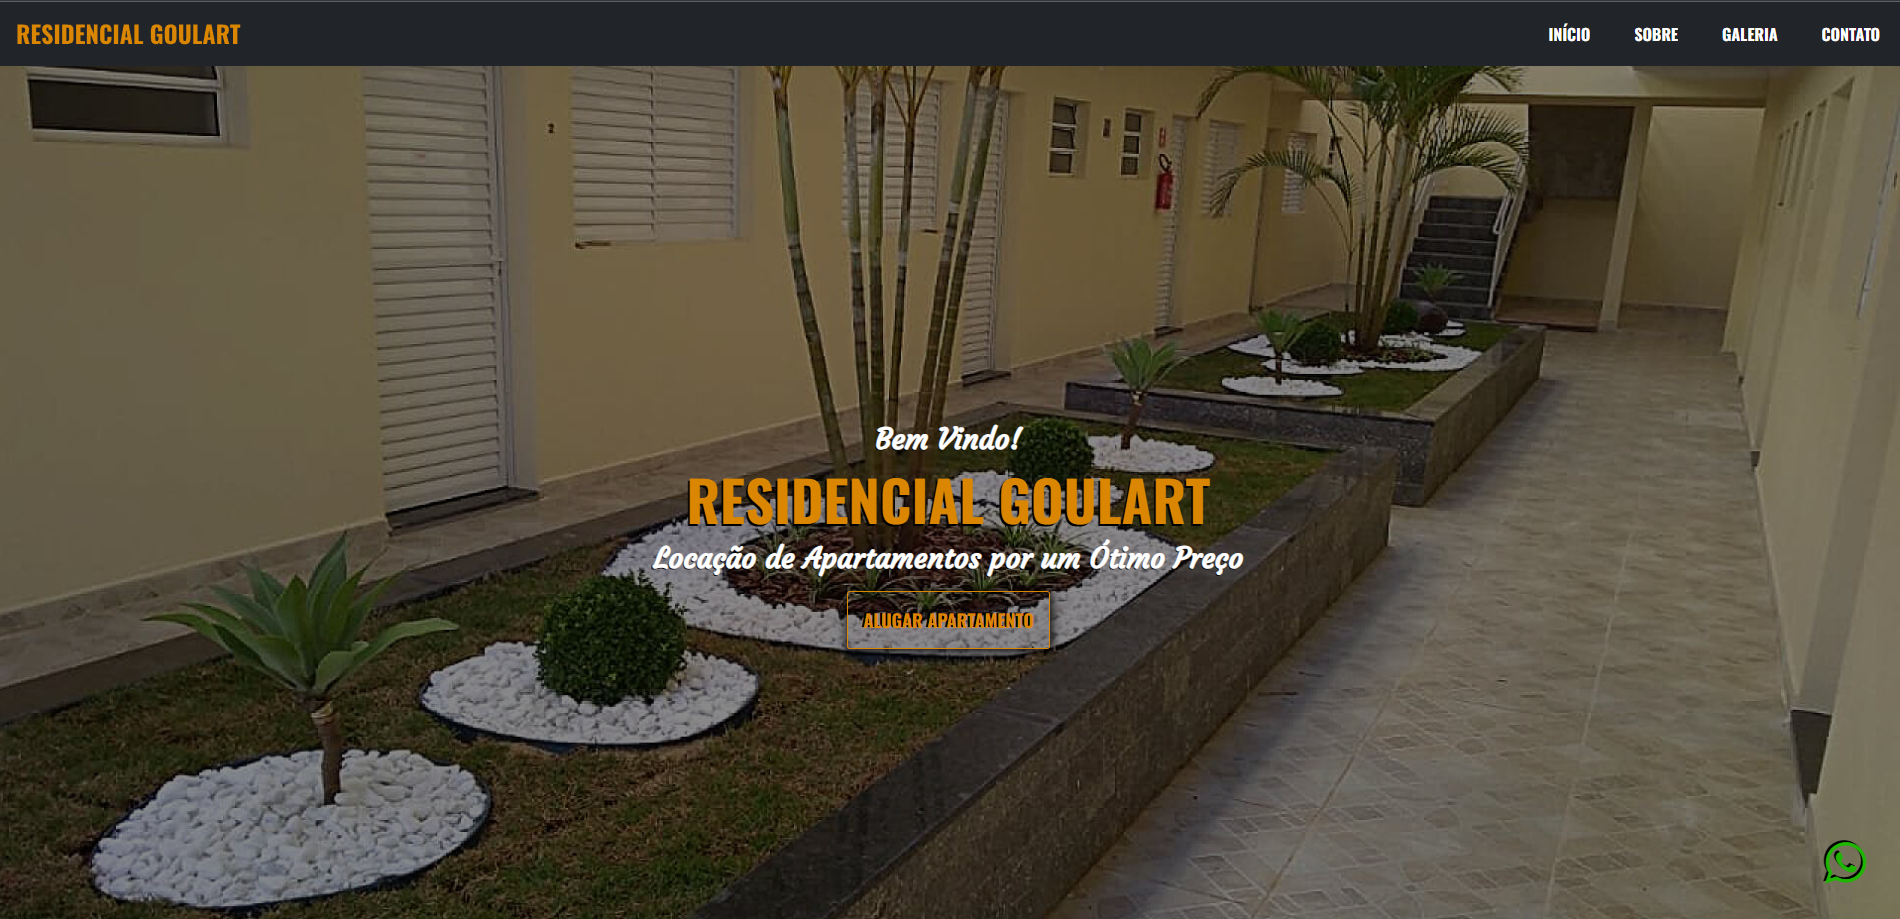 RESIDENCIAL GOULART
INÍCIO SOBRE GALERIA CONTATO
2
Bem Vindo!
RESIDENCIAL GOULART
Locação de Apartamentos por um Ótimo Preço
ALUGAR APARTAMENTO